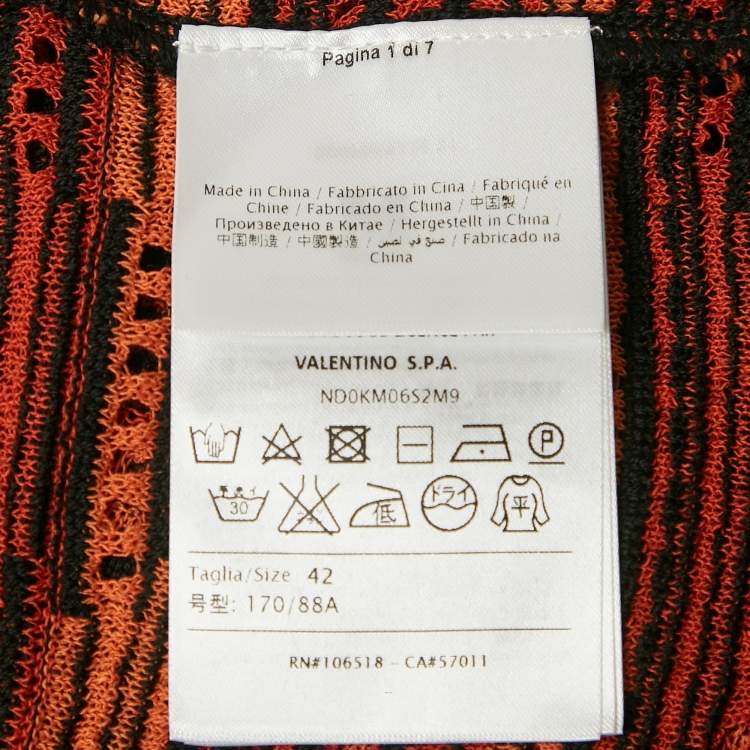 Pagina 1 di 7
Made in China / Fabbricato in Cina / Fabriqué en
Chine / Fabricado en China / 中国製 /
Произведено в Китае / Hergestellt in China /
中国制造 / 中國製造 / صنع في الصين / Fabricado na
China
VALENTINO S.P.A.
ND0KM06S2M9
P
30 低 ドライ 平
Taglia/Size 42
号型: 170/88A
RN#106518 - CA#57011